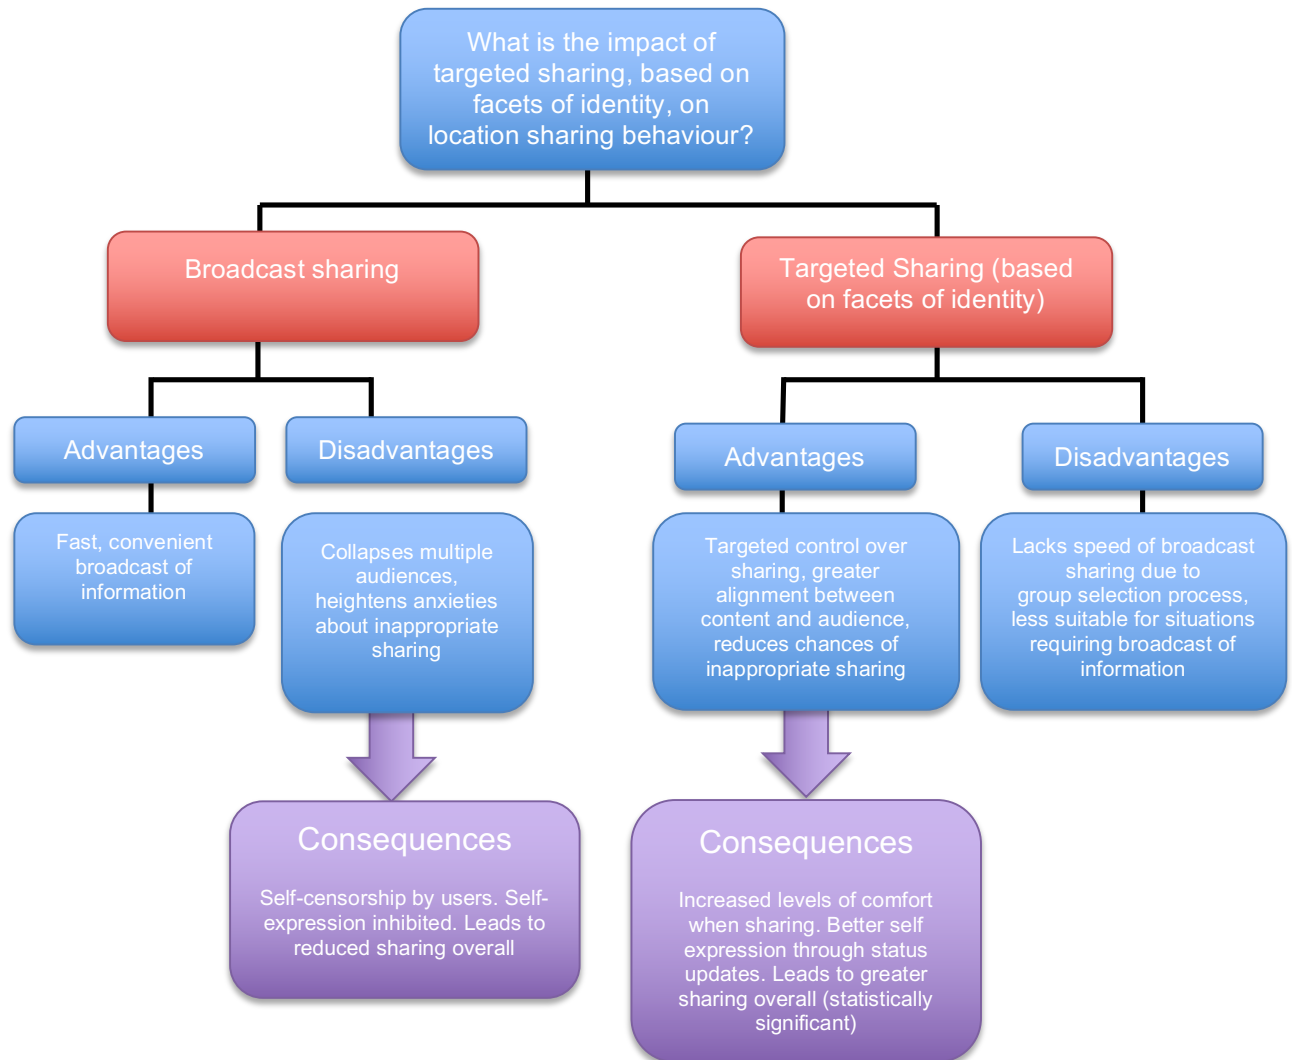 What is the impact of
targeted sharing, based on
facets of identity, on
location sharing behaviour?
Broadcast sharing
Targeted Sharing (based
on facets of identity)
Advantages
Disadvantages
Advantages
Disadvantages
Fast, convenient
broadcast of
information
Collapses multiple
audiences,
heightens anxieties
about inappropriate
sharing
Targeted control over
sharing, greater
alignment between
content and audience,
reduces chances of
inappropriate sharing
Lacks speed of broadcast
sharing due to
group selection process,
less suitable for situations
requiring broadcast of
information
Consequences
Self-censorship by users. Self-
expression inhibited. Leads to
reduced sharing overall
Consequences
Increased levels of comfort
when sharing. Better self
expression through status
updates. Leads to greater
sharing overall (statistically
significant)